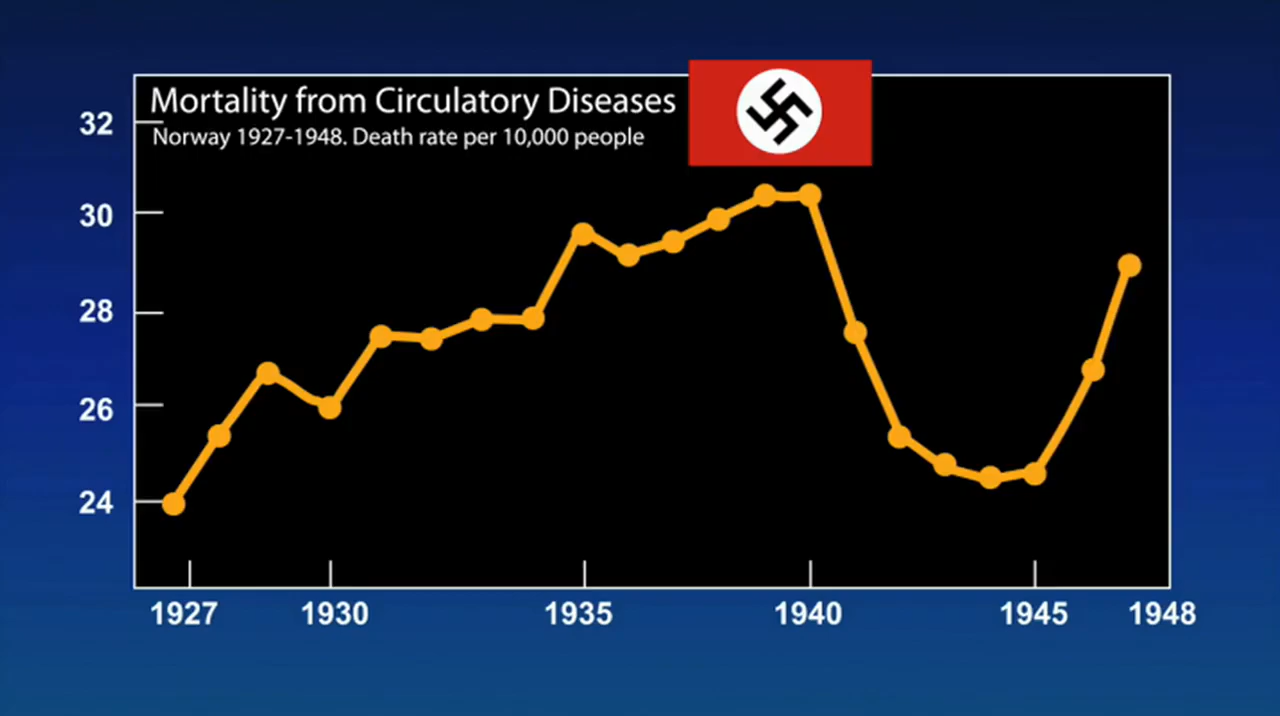 Mortality from Circulatory Diseases
Norway 1927-1948. Death rate per 10,000 people
32
30
28
26
24
1927 1930 1935 1940 1945 1948